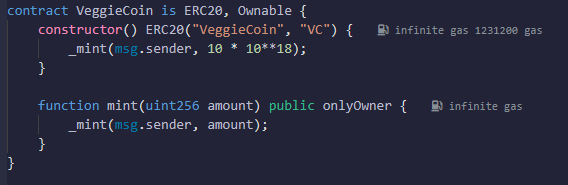 contract VeggieCoin is ERC20, Ownable {
    constructor() ERC20("VeggieCoin", "VC") { infinite gas 1231200 gas
        _mint(msg.sender, 10 * 10**18);
    }

    function mint(uint256 amount) public onlyOwner { infinite gas
        _mint(msg.sender, amount);
    }
}